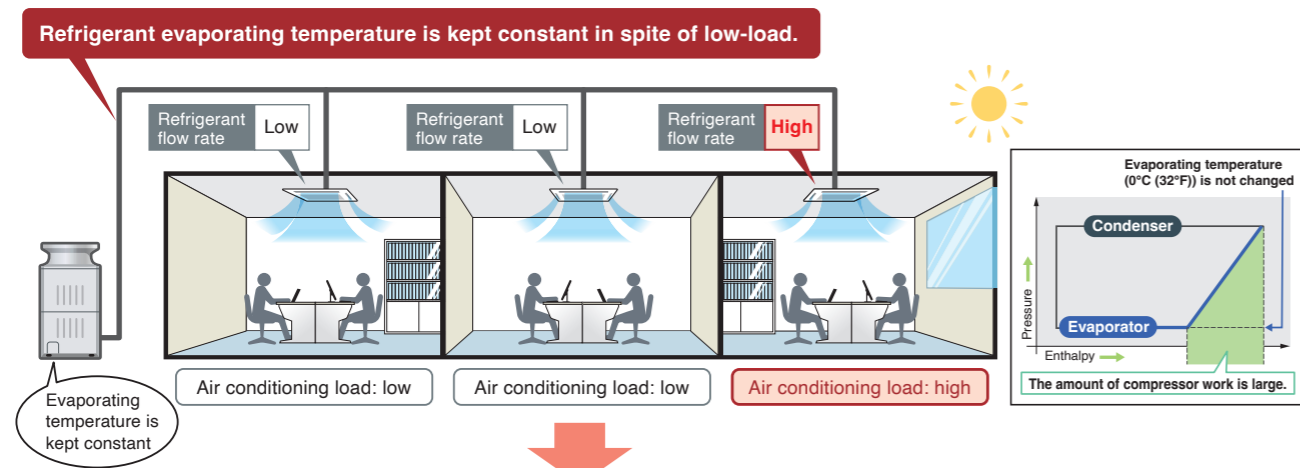 Refrigerant evaporating temperature is kept constant in spite of low-load.
Refrigerant
flow rate
Low
Refrigerant
flow rate
Low
Refrigerant
flow rate
High
Evaporating temperature
(0°C (32°F)) is not changed
Condenser
Pressure
Evaporator
Enthalpy
The amount of compressor work is large.
Air conditioning load: low
Air conditioning load: low
Air conditioning load: high
Evaporating
temperature is
kept constant